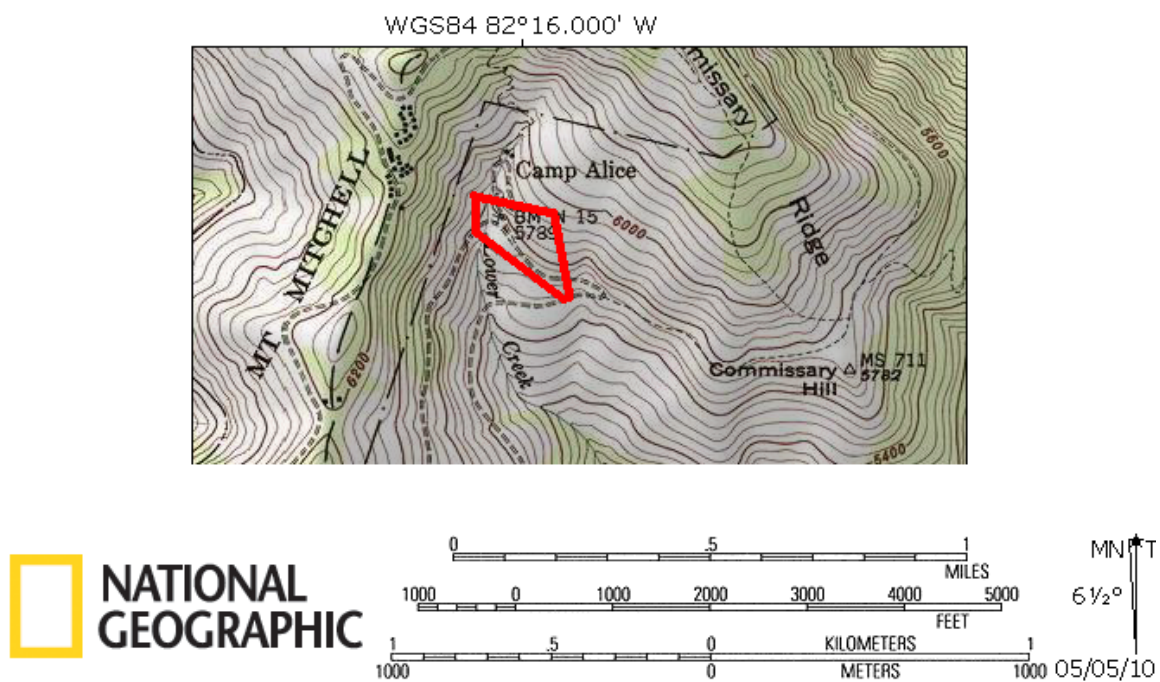 WGS84 82°16.000' W
missary
Camp Alice
MT MITCHELL
BM
N 15
5789
6000
5600
Ridge
Lower
Creek
6200
MS 711
5782
Commissary
Hill
5400
0 .5 1
MILES
1000 0 1000 2000 3000 4000 5000
FEET
1 .5 0 KILOMETERS 1
1000 0 METERS 1000
NATIONAL
GEOGRAPHIC
MN ★ T
6½°
05/05/10